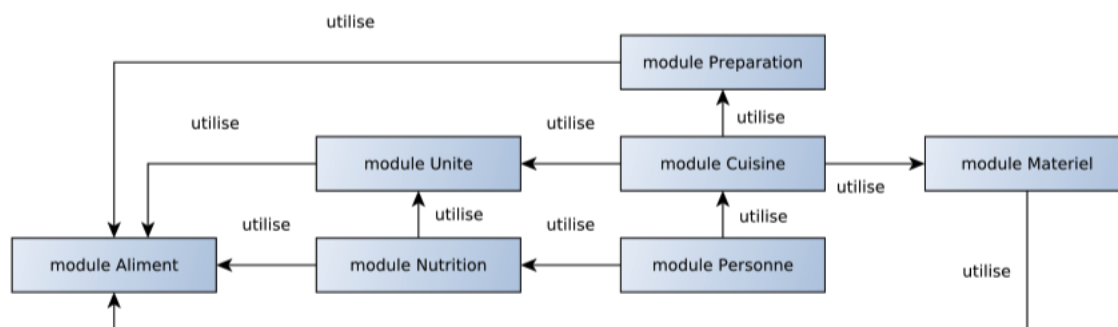 utilise
module Preparation
utilise
utilise
utilise
module Unite
module Cuisine
module Materiel
utilise
utilise
utilise
utilise
utilise
module Aliment
module Nutrition
module Personne
utilise